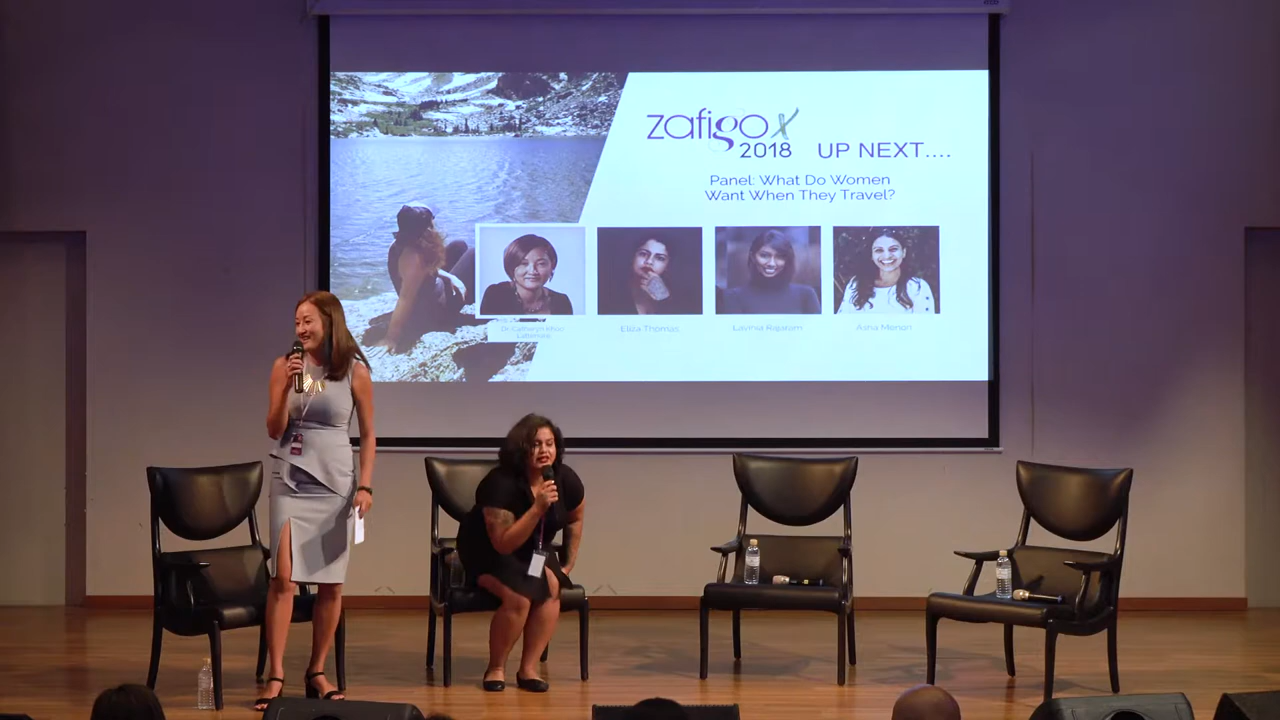 zafigo x
2018 UP NEXT....
Panel: What Do Women
Want When They Travel?
Eliza Thomas
Lavinia Rajaram
Asha Menon